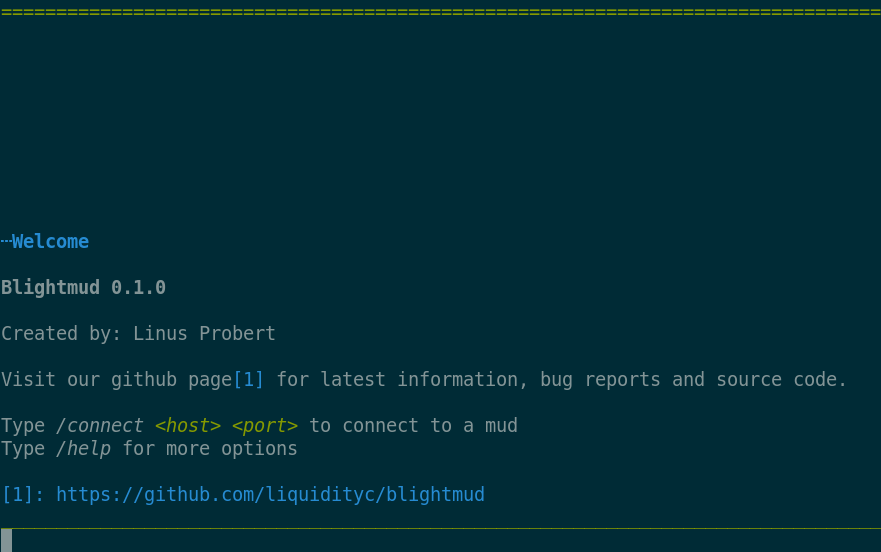 ================================================================================
┄Welcome
Blightmud 0.1.0
Created by: Linus Probert
Visit our github page[1] for latest information, bug reports and source code.
Type /connect <host> <port> to connect to a mud
Type /help for more options
[1]: https://github.com/liquidityc/blightmud